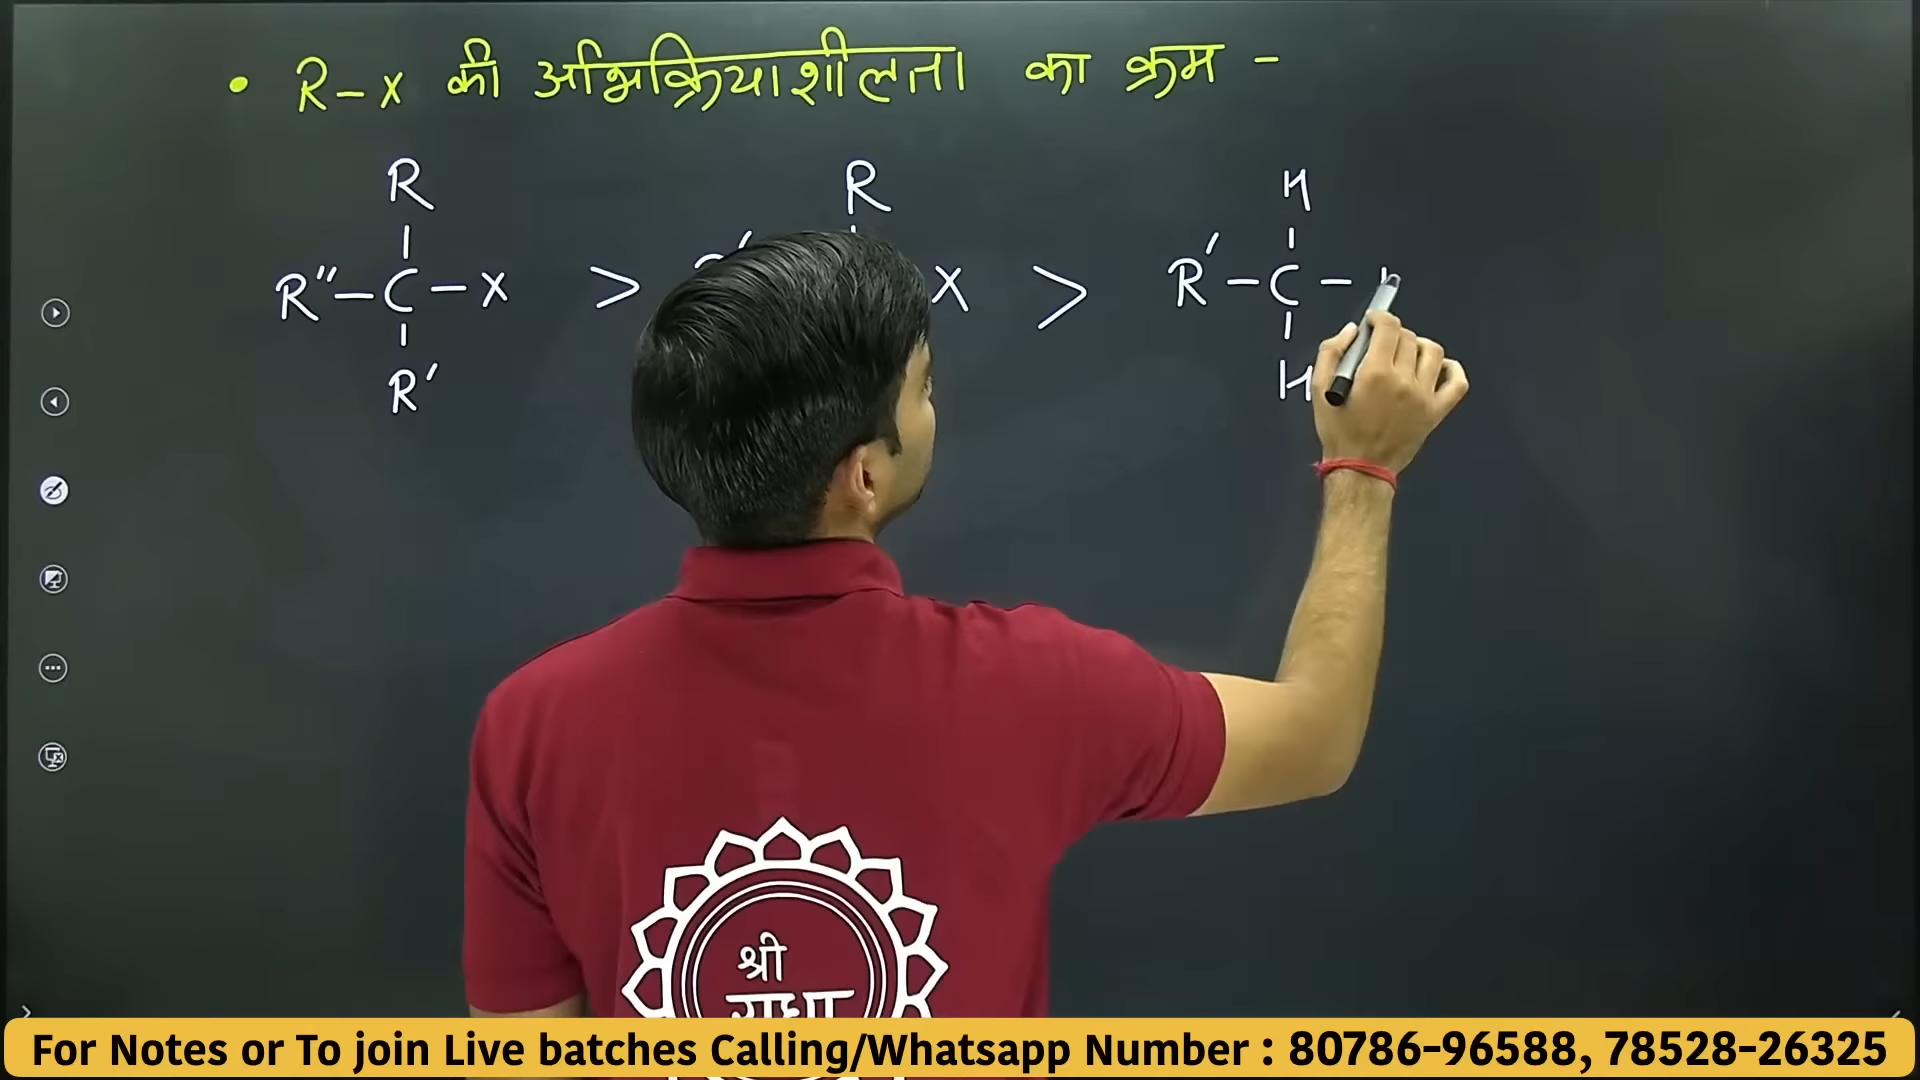 • R-X की अभिक्रियाशीलता का क्रम -
R R H
R″-C-X > X > R′-C-
R′ H
श्री
राधा
For Notes or To join Live batches Calling/Whatsapp Number : 80786-96588, 78528-26325